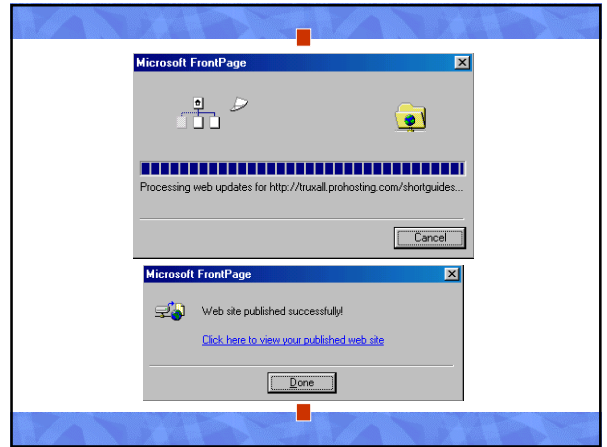 Microsoft FrontPage
Processing web updates for http://truxall.prohosting.com/shortguides...
Cancel
Microsoft FrontPage
Web site published successfully!
Click here to view your published web site
Done